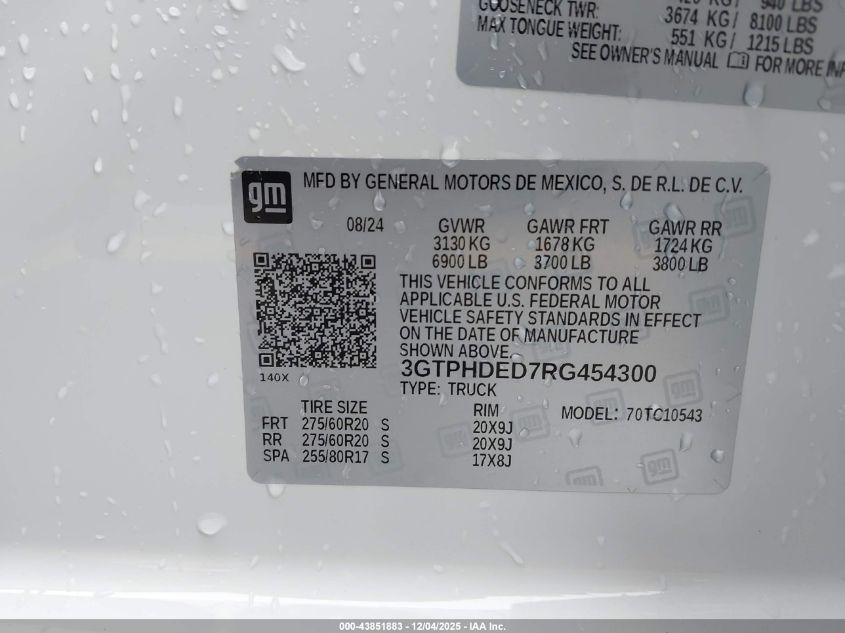 940 LBS
GOOSENECK TWR: 3674 KG/ 8100 LBS
MAX TONGUE WEIGHT: 551 KG/ 1215 LBS
SEE OWNER'S MANUAL FOR MORE
gm MFD BY GENERAL MOTORS DE MEXICO, S. DE R.L. DE C.V.
08/24 GVWR GAWR FRT GAWR RR
3130 KG 1678 KG 1724 KG
6900 LB 3700 LB 3800 LB
THIS VEHICLE CONFORMS TO ALL
APPLICABLE U.S. FEDERAL MOTOR
VEHICLE SAFETY STANDARDS IN EFFECT
ON THE DATE OF MANUFACTURE
SHOWN ABOVE.
3GTPHDED7RG454300
140X
TYPE: TRUCK
TIRE SIZE RIM MODEL: 70TC10543
FRT 275/60R20 S 20X9J
RR 275/60R20 S 20X9J
SPA 255/80R17 S 17X8J
000-43851883 - 12/04/2025 - IAA Inc.